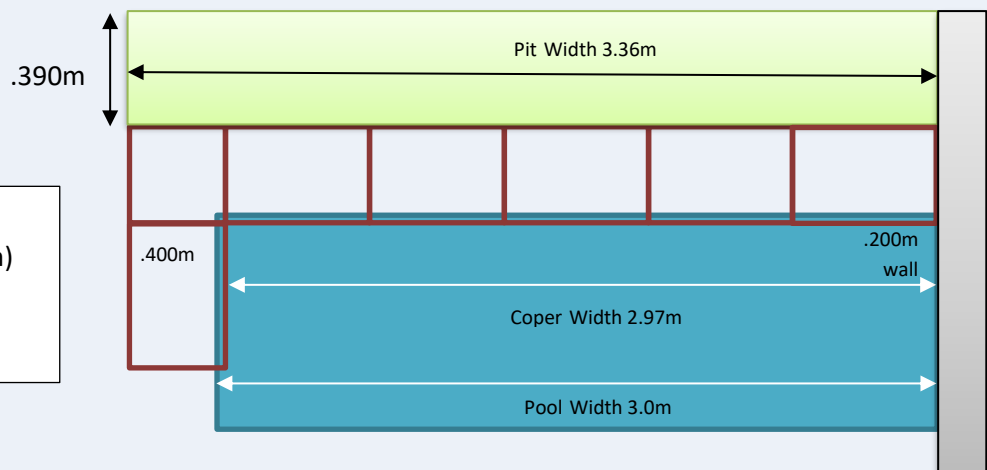 Pit Width 3.36m
.390m
)
.400m
.200m
wall
Coper Width 2.97m
Pool Width 3.0m